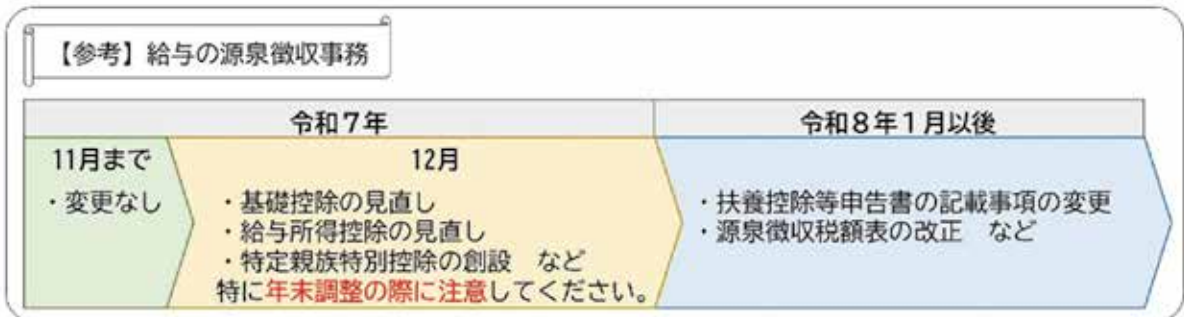 【参考】給与の源泉徴収事務
令和７年
令和８年１月以後
11月まで
・変更なし
12月
・基礎控除の見直し
・給与所得控除の見直し
・特定親族特別控除の創設　など
特に年末調整の際に注意してください。
・扶養控除等申告書の記載事項の変更
・源泉徴収税額表の改正　など